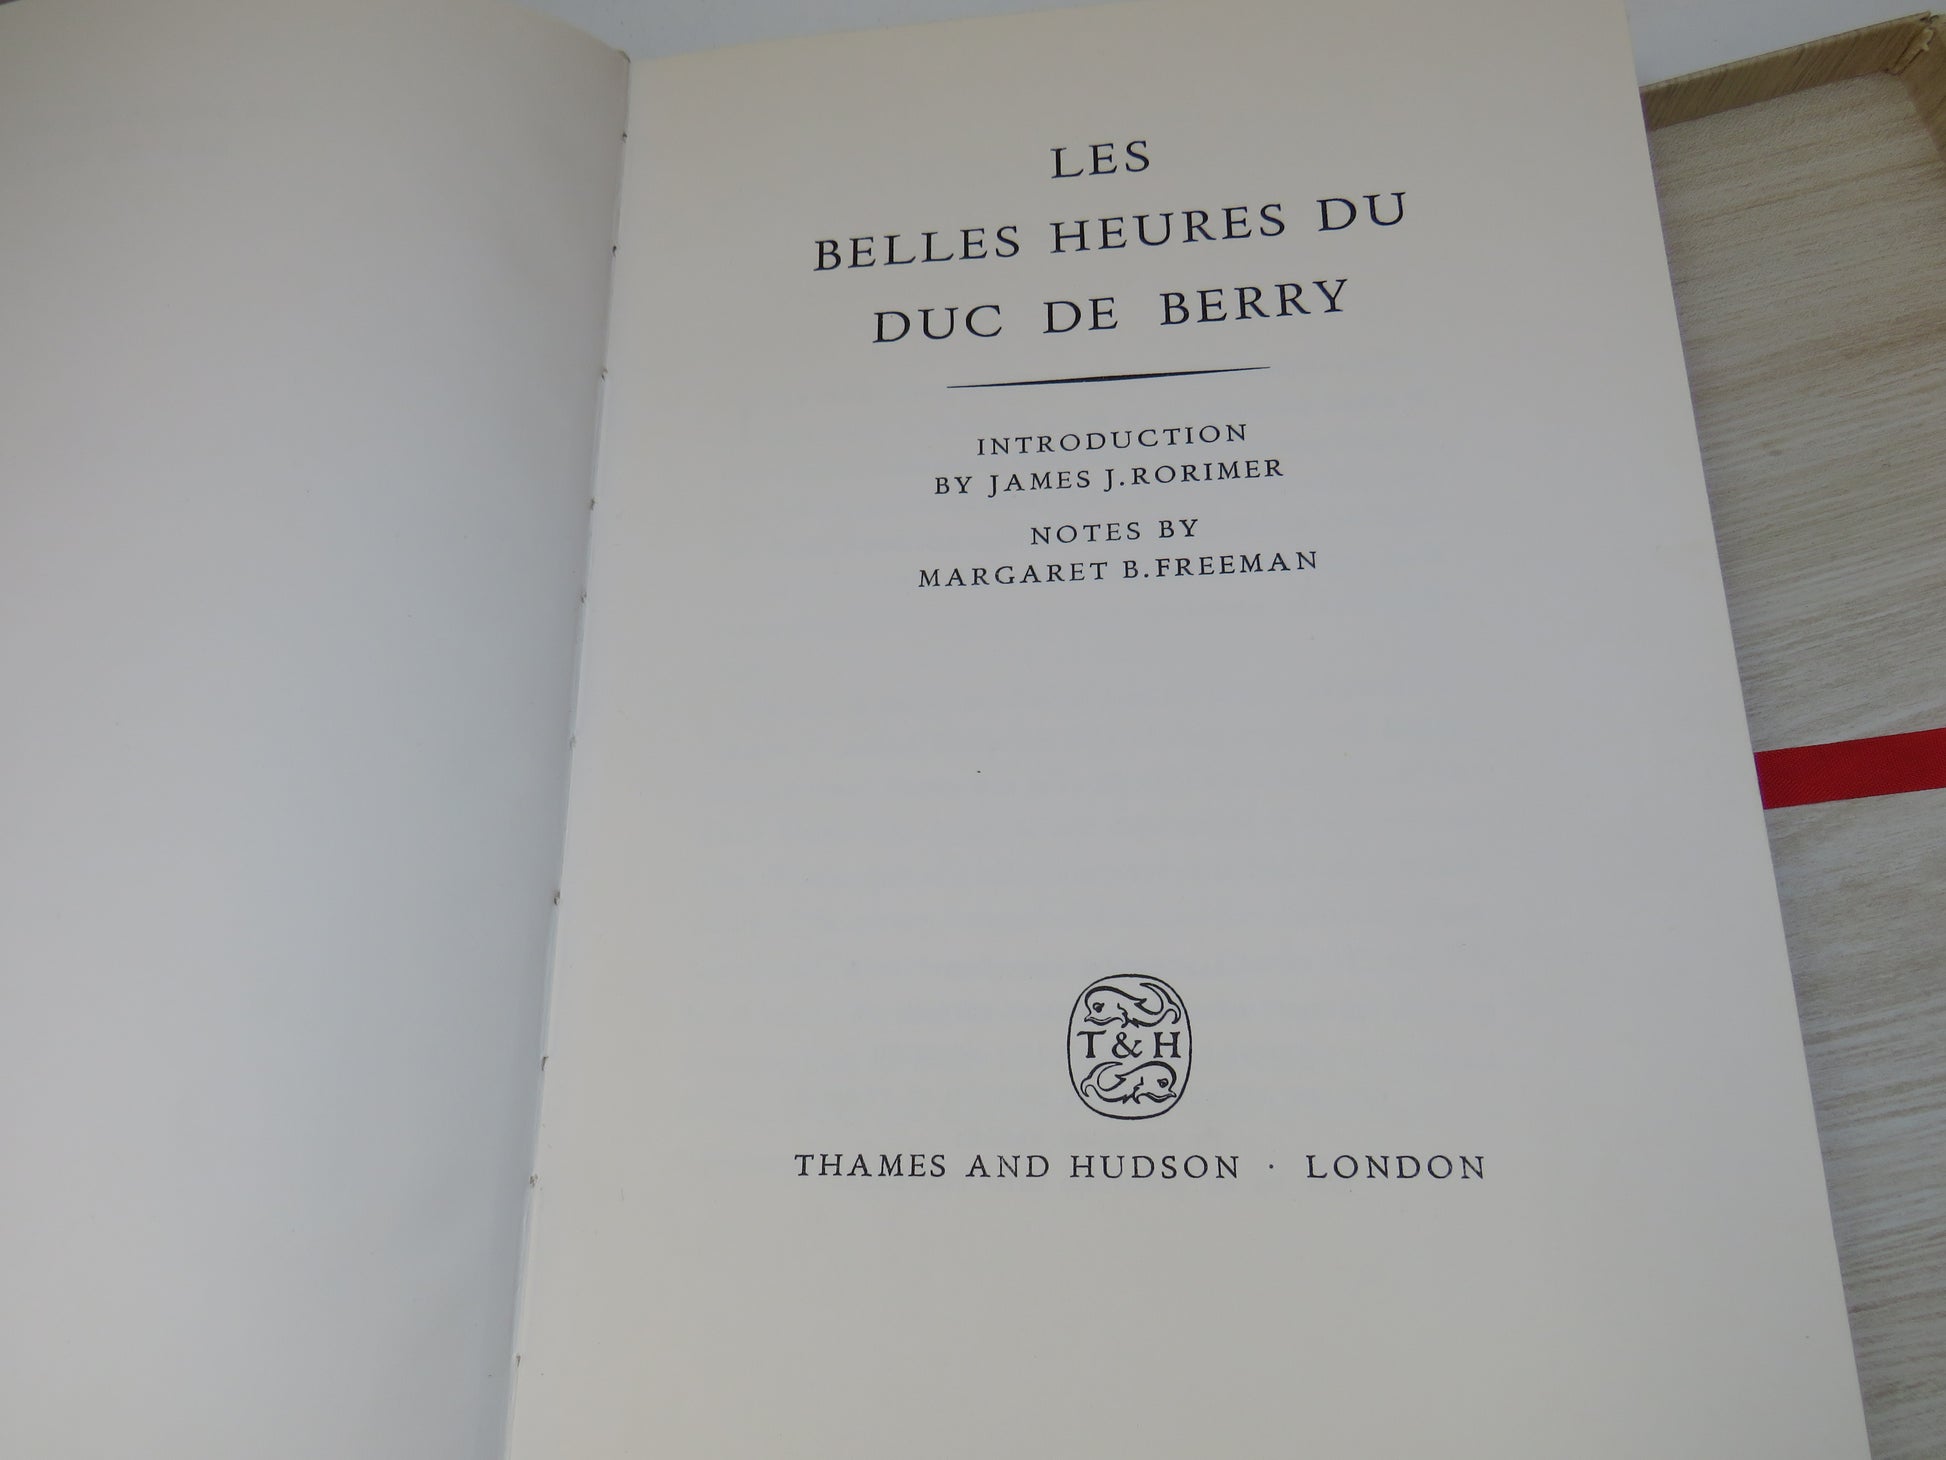 LES
BELLES HEURES DU
DUC DE BERRY
INTRODUCTION
BY JAMES J. RORIMER
NOTES BY
MARGARET B. FREEMAN
T & H
THAMES AND HUDSON · LONDON